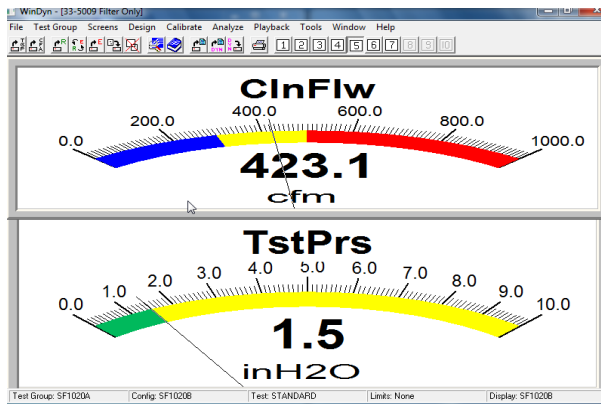 WinDyn - [33-5009 Filter Only]
File Test Group Screens Design Calibrate Analyze Playback Tools Window Help
1 2 3 4 5 6 7 8 9 10
ClnFlw
0.0 200.0 400.0 600.0 800.0 1000.0
423.1
cfm
TstPrs
0.0 1.0 2.0 3.0 4.0 5.0 6.0 7.0 8.0 9.0 10.0
1.5
inH2O
Test Group: SF1020A Config: SF1020B Test: STANDARD Limits: None Display: SF1020B